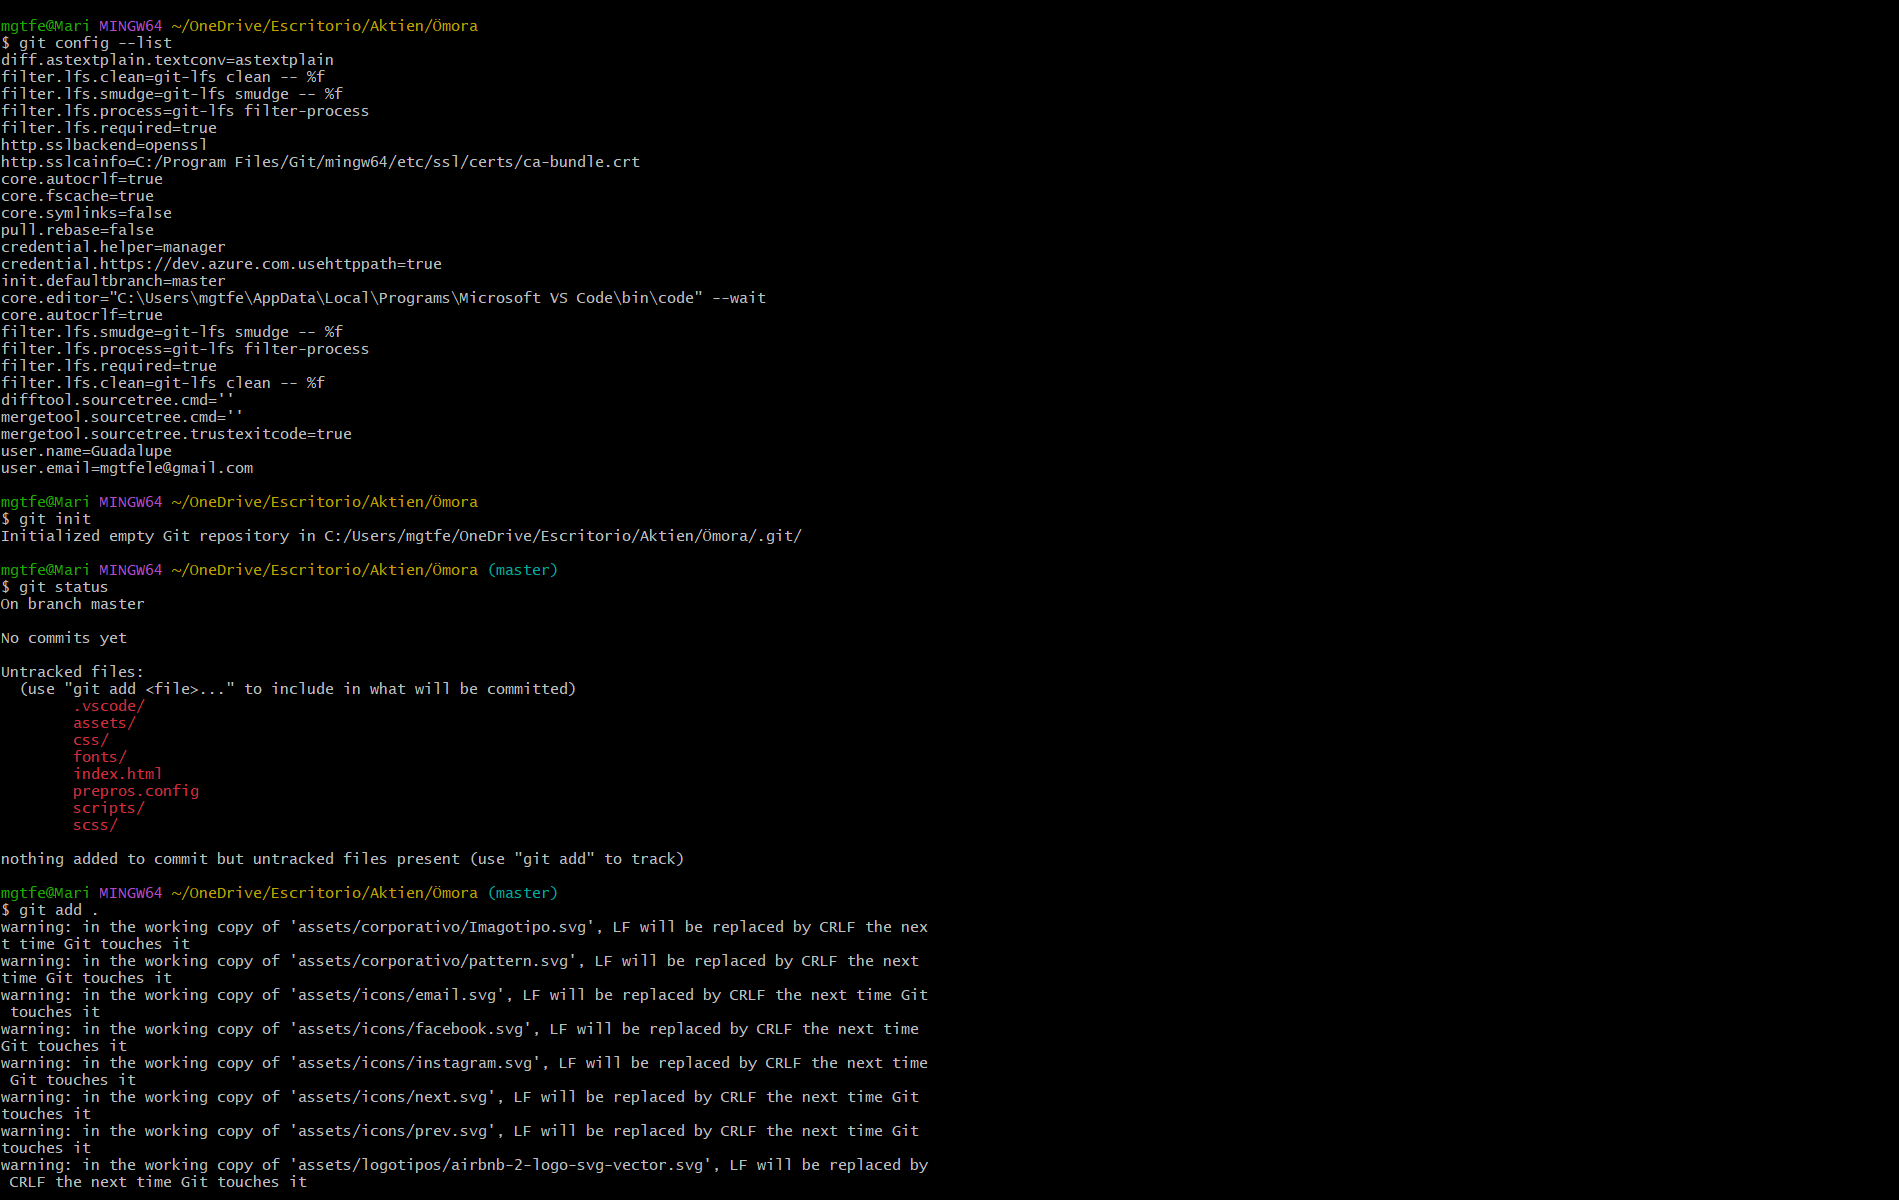 mgtfe@Mari MINGW64 ~/OneDrive/Escritorio/Aktien/Ömora
$ git config --list
diff.astextplain.textconv=astextplain
filter.lfs.clean=git-lfs clean -- %f
filter.lfs.smudge=git-lfs smudge -- %f
filter.lfs.process=git-lfs filter-process
filter.lfs.required=true
http.sslbackend=openssl
http.sslcainfo=C:/Program Files/Git/mingw64/etc/ssl/certs/ca-bundle.crt
core.autocrlf=true
core.fscache=true
core.symlinks=false
pull.rebase=false
credential.helper=manager
credential.https://dev.azure.com.usehttppath=true
init.defaultbranch=master
core.editor="C:\Users\mgtfe\AppData\Local\Programs\Microsoft VS Code\bin\code" --wait
core.autocrlf=true
filter.lfs.smudge=git-lfs smudge -- %f
filter.lfs.process=git-lfs filter-process
filter.lfs.required=true
filter.lfs.clean=git-lfs clean -- %f
difftool.sourcetree.cmd=''
mergetool.sourcetree.cmd=''
mergetool.sourcetree.trustexitcode=true
user.name=Guadalupe
user.email=mgtfele@gmail.com

mgtfe@Mari MINGW64 ~/OneDrive/Escritorio/Aktien/Ömora
$ git init
Initialized empty Git repository in C:/Users/mgtfe/OneDrive/Escritorio/Aktien/Ömora/.git/

mgtfe@Mari MINGW64 ~/OneDrive/Escritorio/Aktien/Ömora (master)
$ git status
On branch master

No commits yet

Untracked files:
  (use "git add <file>..." to include in what will be committed)
        .vscode/
        assets/
        css/
        fonts/
        index.html
        prepros.config
        scripts/
        scss/

nothing added to commit but untracked files present (use "git add" to track)

mgtfe@Mari MINGW64 ~/OneDrive/Escritorio/Aktien/Ömora (master)
$ git add .
warning: in the working copy of 'assets/corporativo/Imagotipo.svg', LF will be replaced by CRLF the nex
t time Git touches it
warning: in the working copy of 'assets/corporativo/pattern.svg', LF will be replaced by CRLF the next
time Git touches it
warning: in the working copy of 'assets/icons/email.svg', LF will be replaced by CRLF the next time Git
 touches it
warning: in the working copy of 'assets/icons/facebook.svg', LF will be replaced by CRLF the next time
Git touches it
warning: in the working copy of 'assets/icons/instagram.svg', LF will be replaced by CRLF the next time
 Git touches it
warning: in the working copy of 'assets/icons/next.svg', LF will be replaced by CRLF the next time Git
touches it
warning: in the working copy of 'assets/icons/prev.svg', LF will be replaced by CRLF the next time Git
touches it
warning: in the working copy of 'assets/logotipos/airbnb-2-logo-svg-vector.svg', LF will be replaced by
 CRLF the next time Git touches it